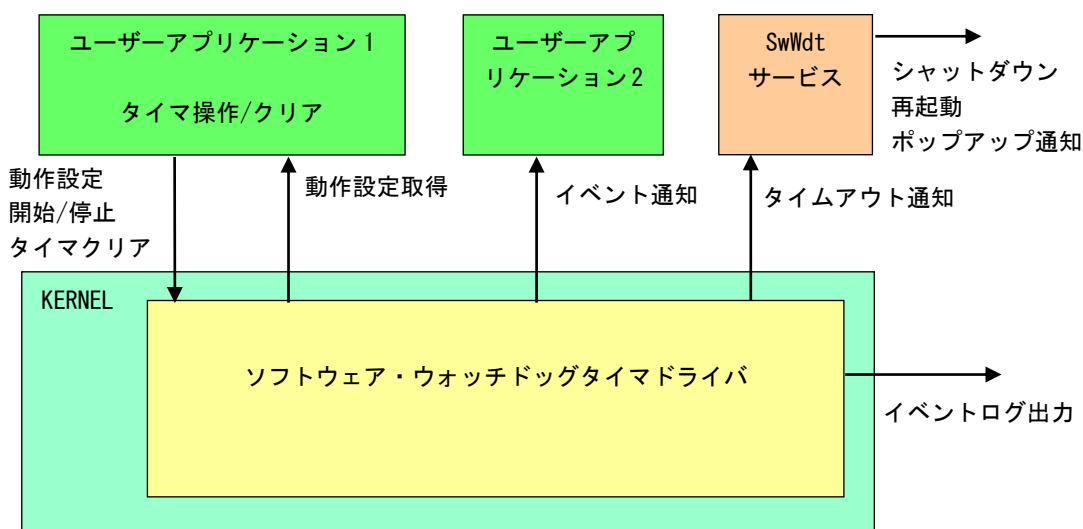 ユーザーアプリケーション1
タイマ操作/クリア
ユーザーアプ
リケーション2
SwWdt
サービス
シャットダウン
再起動
ポップアップ通知
動作設定
開始/停止
タイマクリア
動作設定取得
イベント通知
タイムアウト通知
KERNEL
ソフトウェア・ウォッチドッグタイマドライバ
イベントログ出力